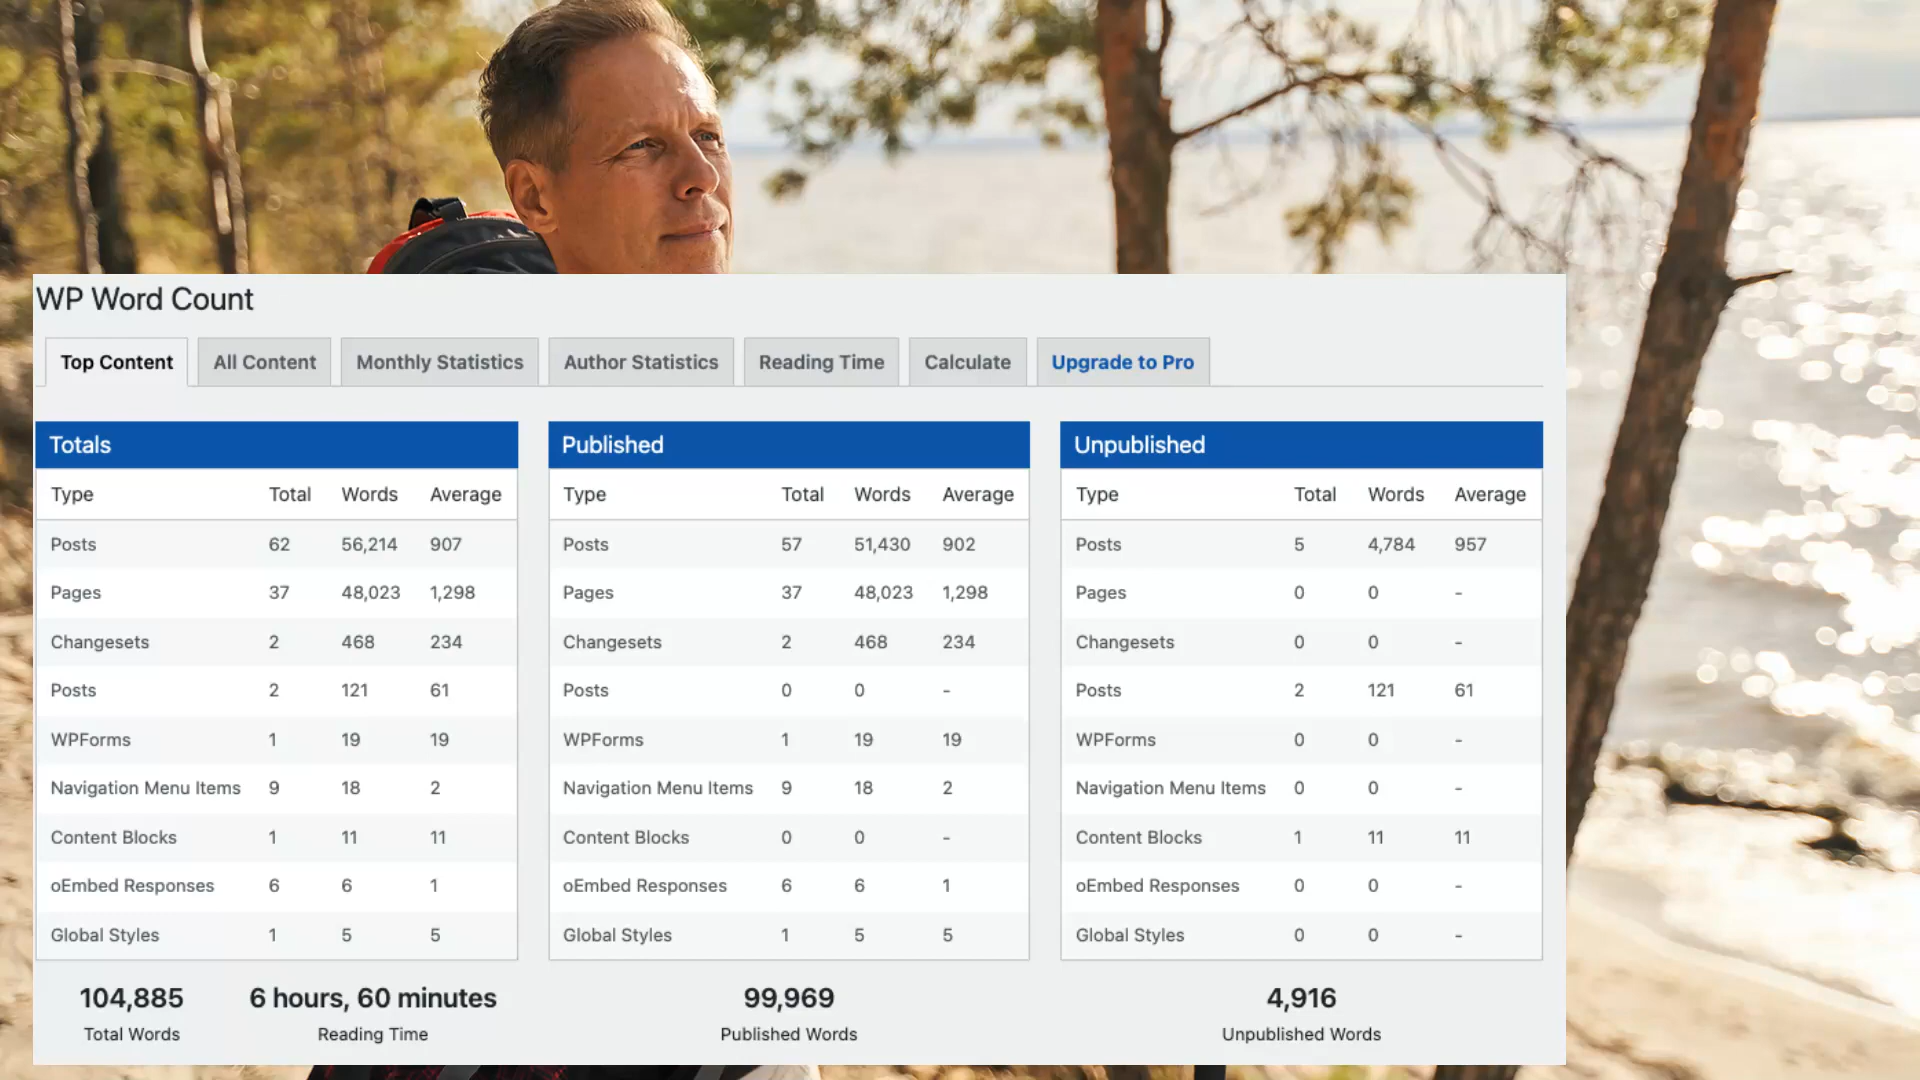 WP Word Count
Top Content All Content Monthly Statistics Author Statistics Reading Time Calculate Upgrade to Pro
Totals
Type Total Words Average
Posts 62 56,214 907
Pages 37 48,023 1,298
Changesets 2 468 234
Posts 2 121 61
WPForms 1 19 19
Navigation Menu Items 9 18 2
Content Blocks 1 11 11
oEmbed Responses 6 6 1
Global Styles 1 5 5
104,885 6 hours, 60 minutes
Total Words Reading Time
Published
Type Total Words Average
Posts 57 51,430 902
Pages 37 48,023 1,298
Changesets 2 468 234
Posts 0 0 -
WPForms 1 19 19
Navigation Menu Items 9 18 2
Content Blocks 0 0 -
oEmbed Responses 6 6 1
Global Styles 1 5 5
99,969
Published Words
Unpublished
Type Total Words Average
Posts 5 4,784 957
Pages 0 0 -
Changesets 0 0 -
Posts 2 121 61
WPForms 0 0 -
Navigation Menu Items 0 0 -
Content Blocks 1 11 11
oEmbed Responses 0 0 -
Global Styles 0 0 -
4,916
Unpublished Words